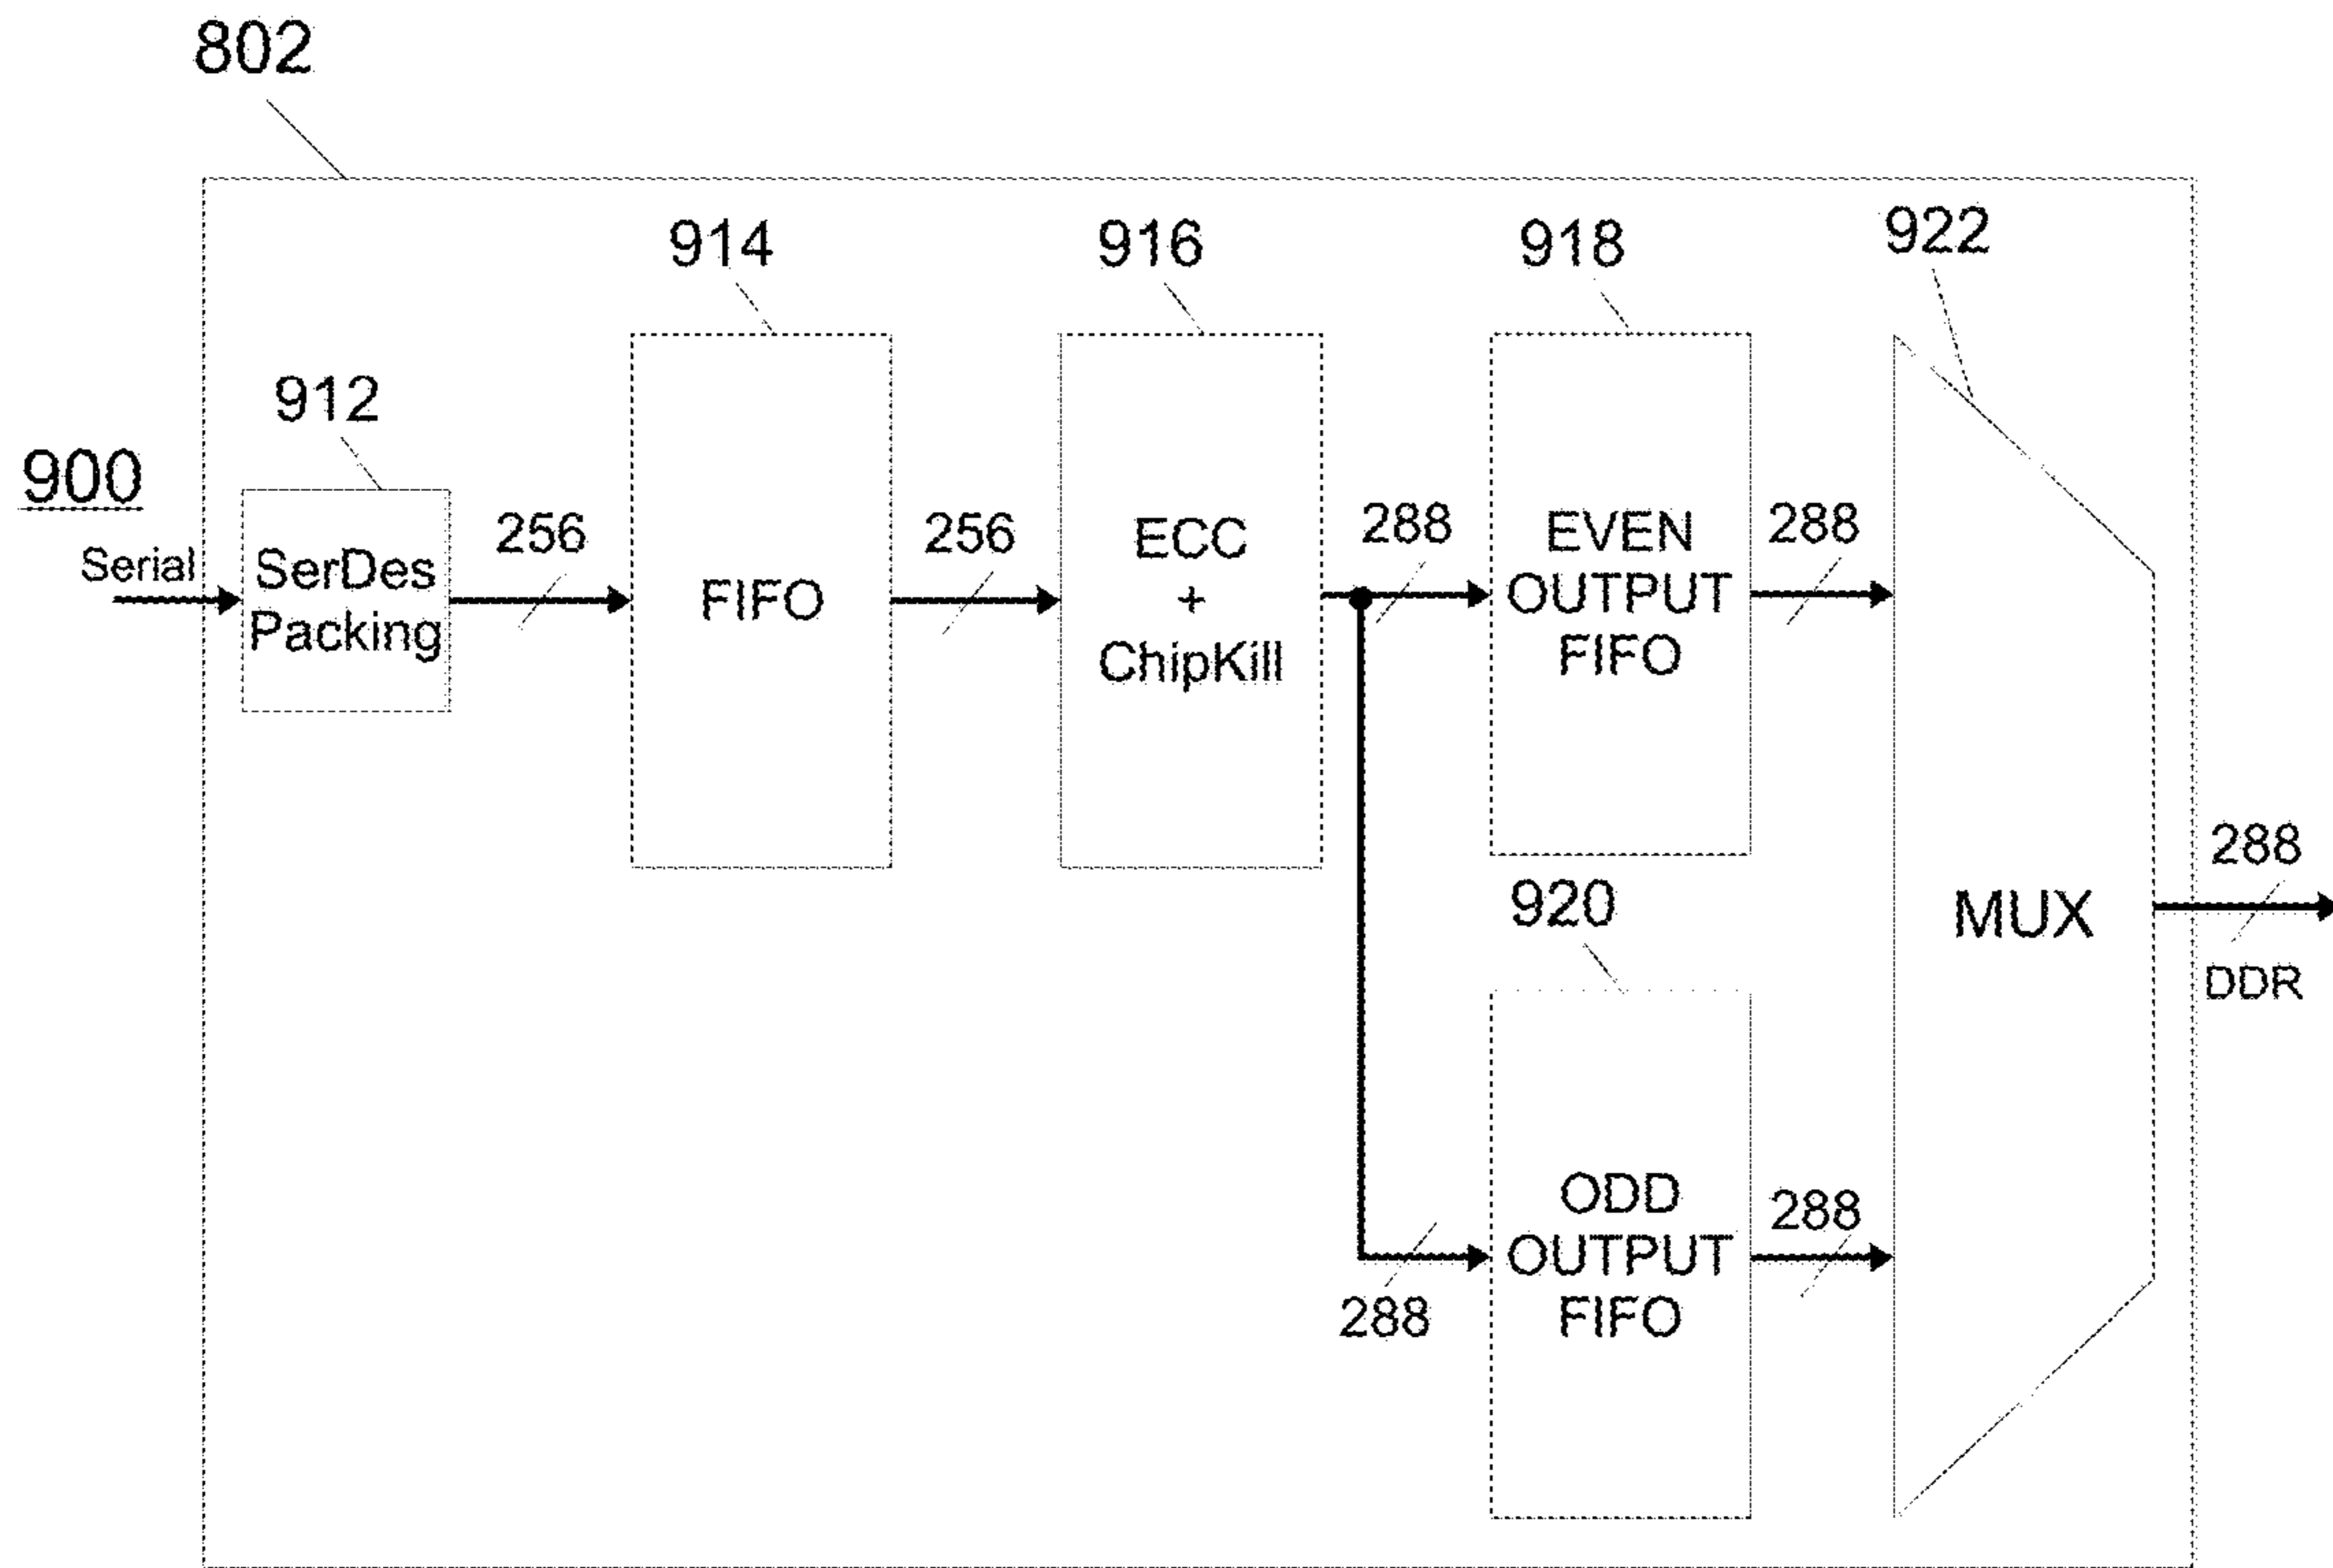 802
914
916
918
922
912
900
Serial
SerDes
Packing
256
FIFO
256
ECC
+
ChipKill
288
EVEN
OUTPUT
FIFO
288
920
MUX
288
DDR
288
ODD
OUTPUT
FIFO
288